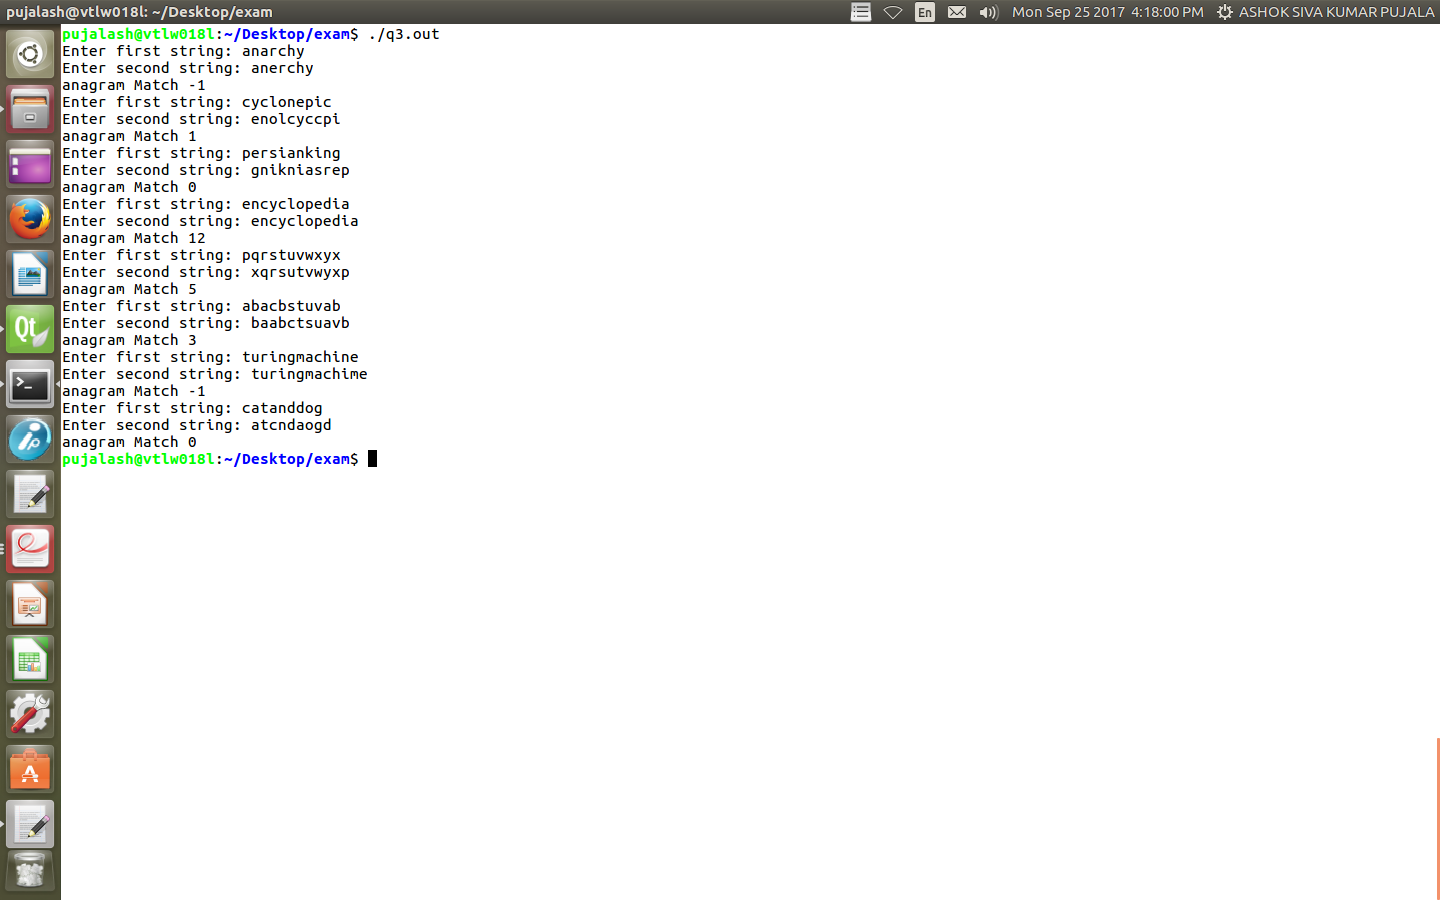 pujalash@vtlw018l: ~/Desktop/exam
En
Mon Sep 25 2017 4:18:00 PM
ASHOK SIVA KUMAR PUJALA
pujalash@vtlw018l:~/Desktop/exam$ ./q3.out
Enter first string: anarchy
Enter second string: anerchy
anagram Match -1
Enter first string: cyclonepic
Enter second string: enolcyccpi
anagram Match 1
Enter first string: persianking
Enter second string: gnikniasrep
anagram Match 0
Enter first string: encyclopedia
Enter second string: encyclopedia
anagram Match 12
Enter first string: pqrstuvwxyx
Enter second string: xqrsutvwyxp
anagram Match 5
Enter first string: abacbstuvab
Enter second string: baabctsuavb
anagram Match 3
Enter first string: turingmachine
Enter second string: turingmachime
anagram Match -1
Enter first string: catanddog
Enter second string: atcndaogd
anagram Match 0
pujalash@vtlw018l:~/Desktop/exam$
Qt
>_